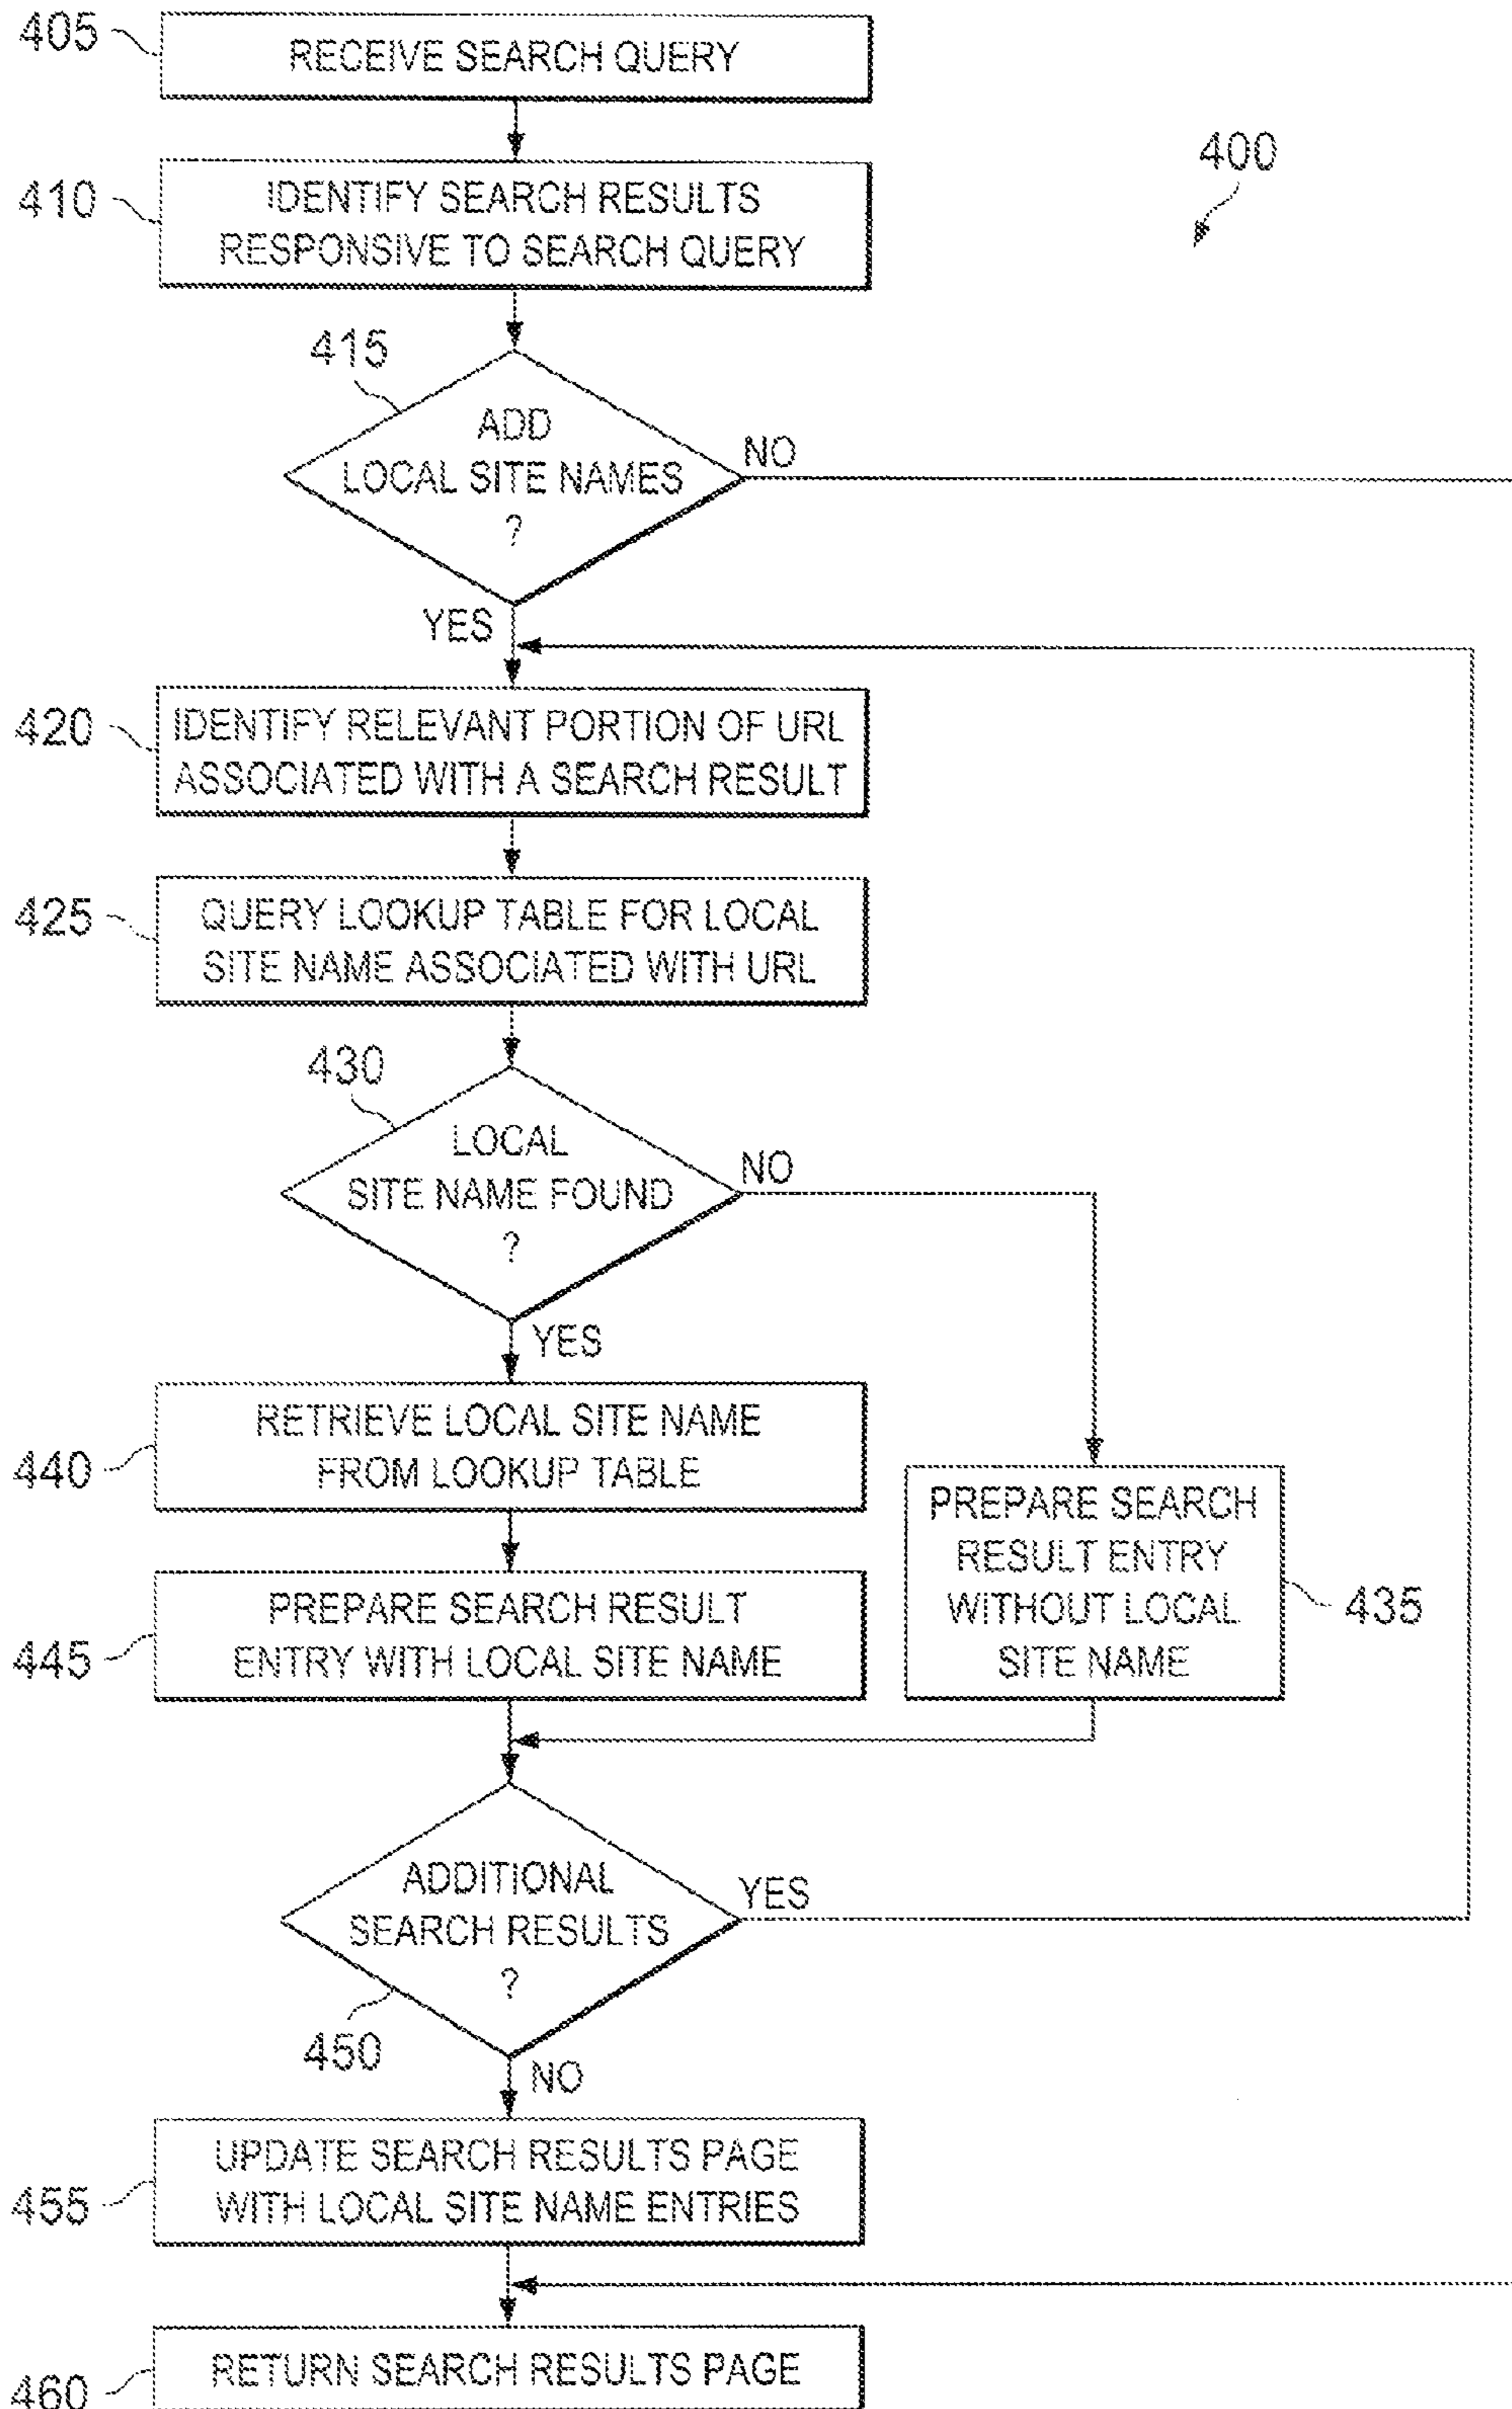 405
RECEIVE SEARCH QUERY
400
410
IDENTIFY SEARCH RESULTS
RESPONSIVE TO SEARCH QUERY
415
ADD
LOCAL SITE NAMES
?
NO
YES
420
IDENTIFY RELEVANT PORTION OF URL
ASSOCIATED WITH A SEARCH RESULT
425
QUERY LOOKUP TABLE FOR LOCAL
SITE NAME ASSOCIATED WITH URL
430
LOCAL
SITE NAME FOUND
?
NO
YES
440
RETRIEVE LOCAL SITE NAME
FROM LOOKUP TABLE
PREPARE SEARCH
RESULT ENTRY
WITHOUT LOCAL
SITE NAME
435
445
PREPARE SEARCH RESULT
ENTRY WITH LOCAL SITE NAME
ADDITIONAL
SEARCH RESULTS
?
YES
450
NO
455
UPDATE SEARCH RESULTS PAGE
WITH LOCAL SITE NAME ENTRIES
460
RETURN SEARCH RESULTS PAGE